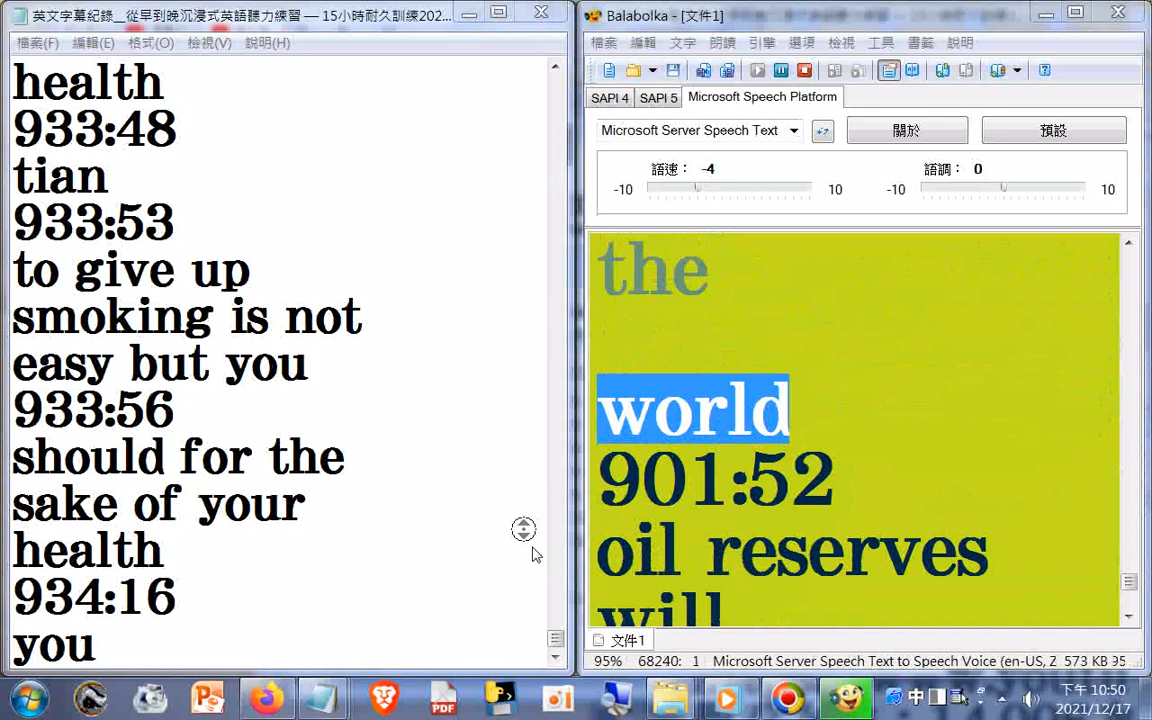 英文字幕紀錄__從早到晚沉浸式英語聽力練習 — 15小時耐久訓練202...
檔案(F) 編輯(E) 格式(O) 檢視(V) 說明(H)
health
933:48
tian
933:53
to give up
smoking is not
easy but you
933:56
should for the
sake of your
health
934:16
you
Balabolka - [文件1]
檔案 編輯 文字 朗讀 引擎 選項 檢視 工具 書籤 說明
SAPI 4 SAPI 5 Microsoft Speech Platform
Microsoft Server Speech Text 關於 預設
語速： -4 語調： 0
-10 10 -10 10
the
world
901:52
oil reserves
will
文件1
95% 68240: 1 Microsoft Server Speech Text to Speech Voice (en-US, Z 573 KB 95
PDF
中
下午 10:50
2021/12/17